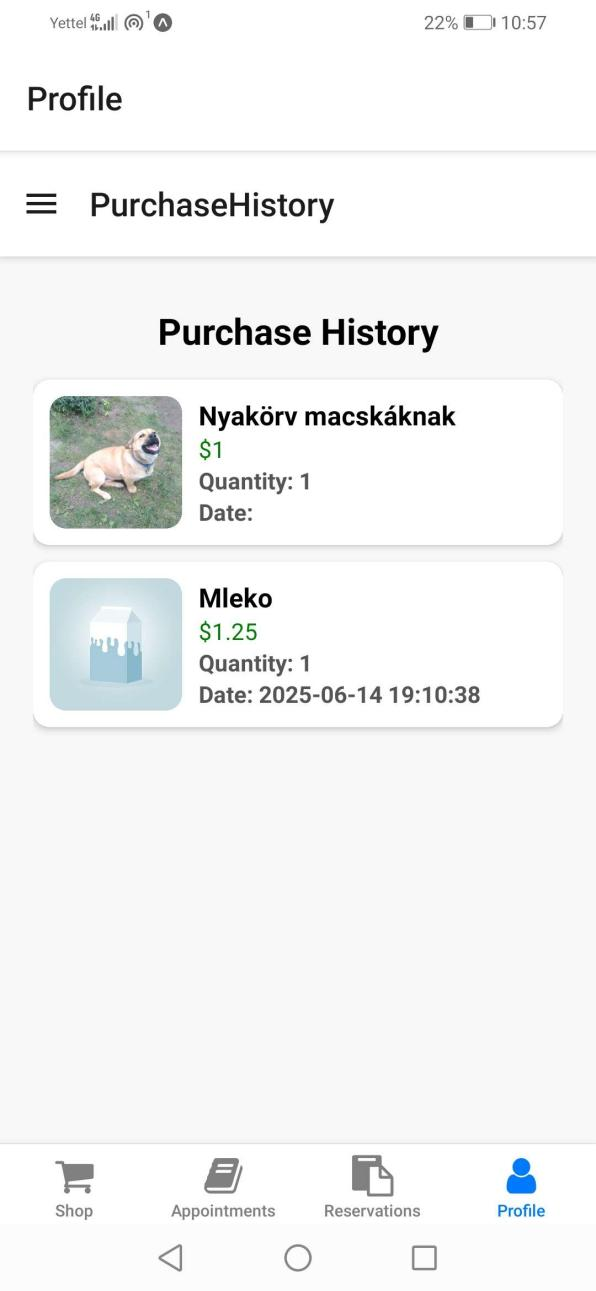 Yettel 4G 1 22% 10:57
Profile
PurchaseHistory
Purchase History
Nyakörv macskáknak
$1
Quantity: 1
Date:
Mleko
$1.25
Quantity: 1
Date: 2025-06-14 19:10:38
Shop Appointments Reservations Profile